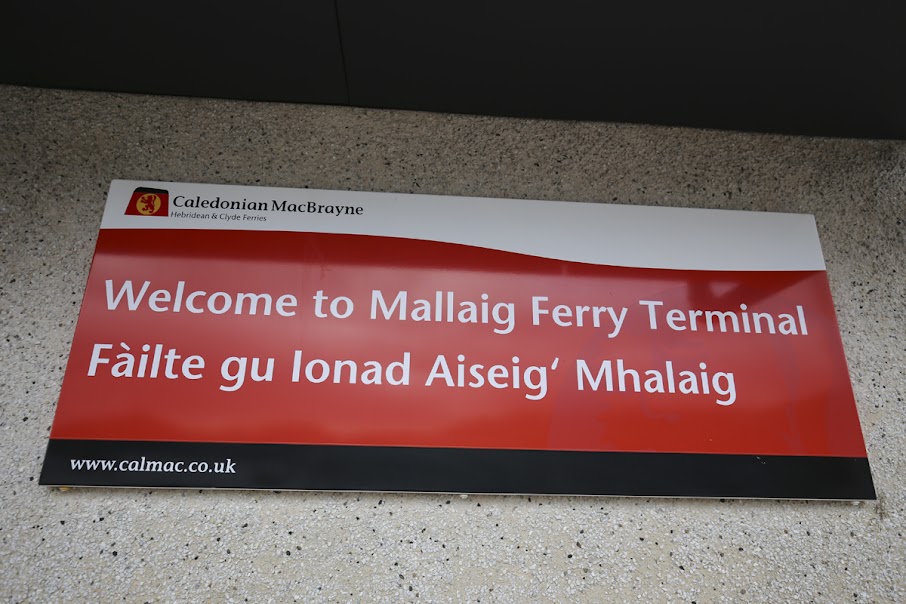 Caledonian MacBrayne
Hebridean & Clyde Ferries
Welcome to Mallaig Ferry Terminal
Fàilte gu Ionad Aiseig‘ Mhalaig
www.calmac.co.uk